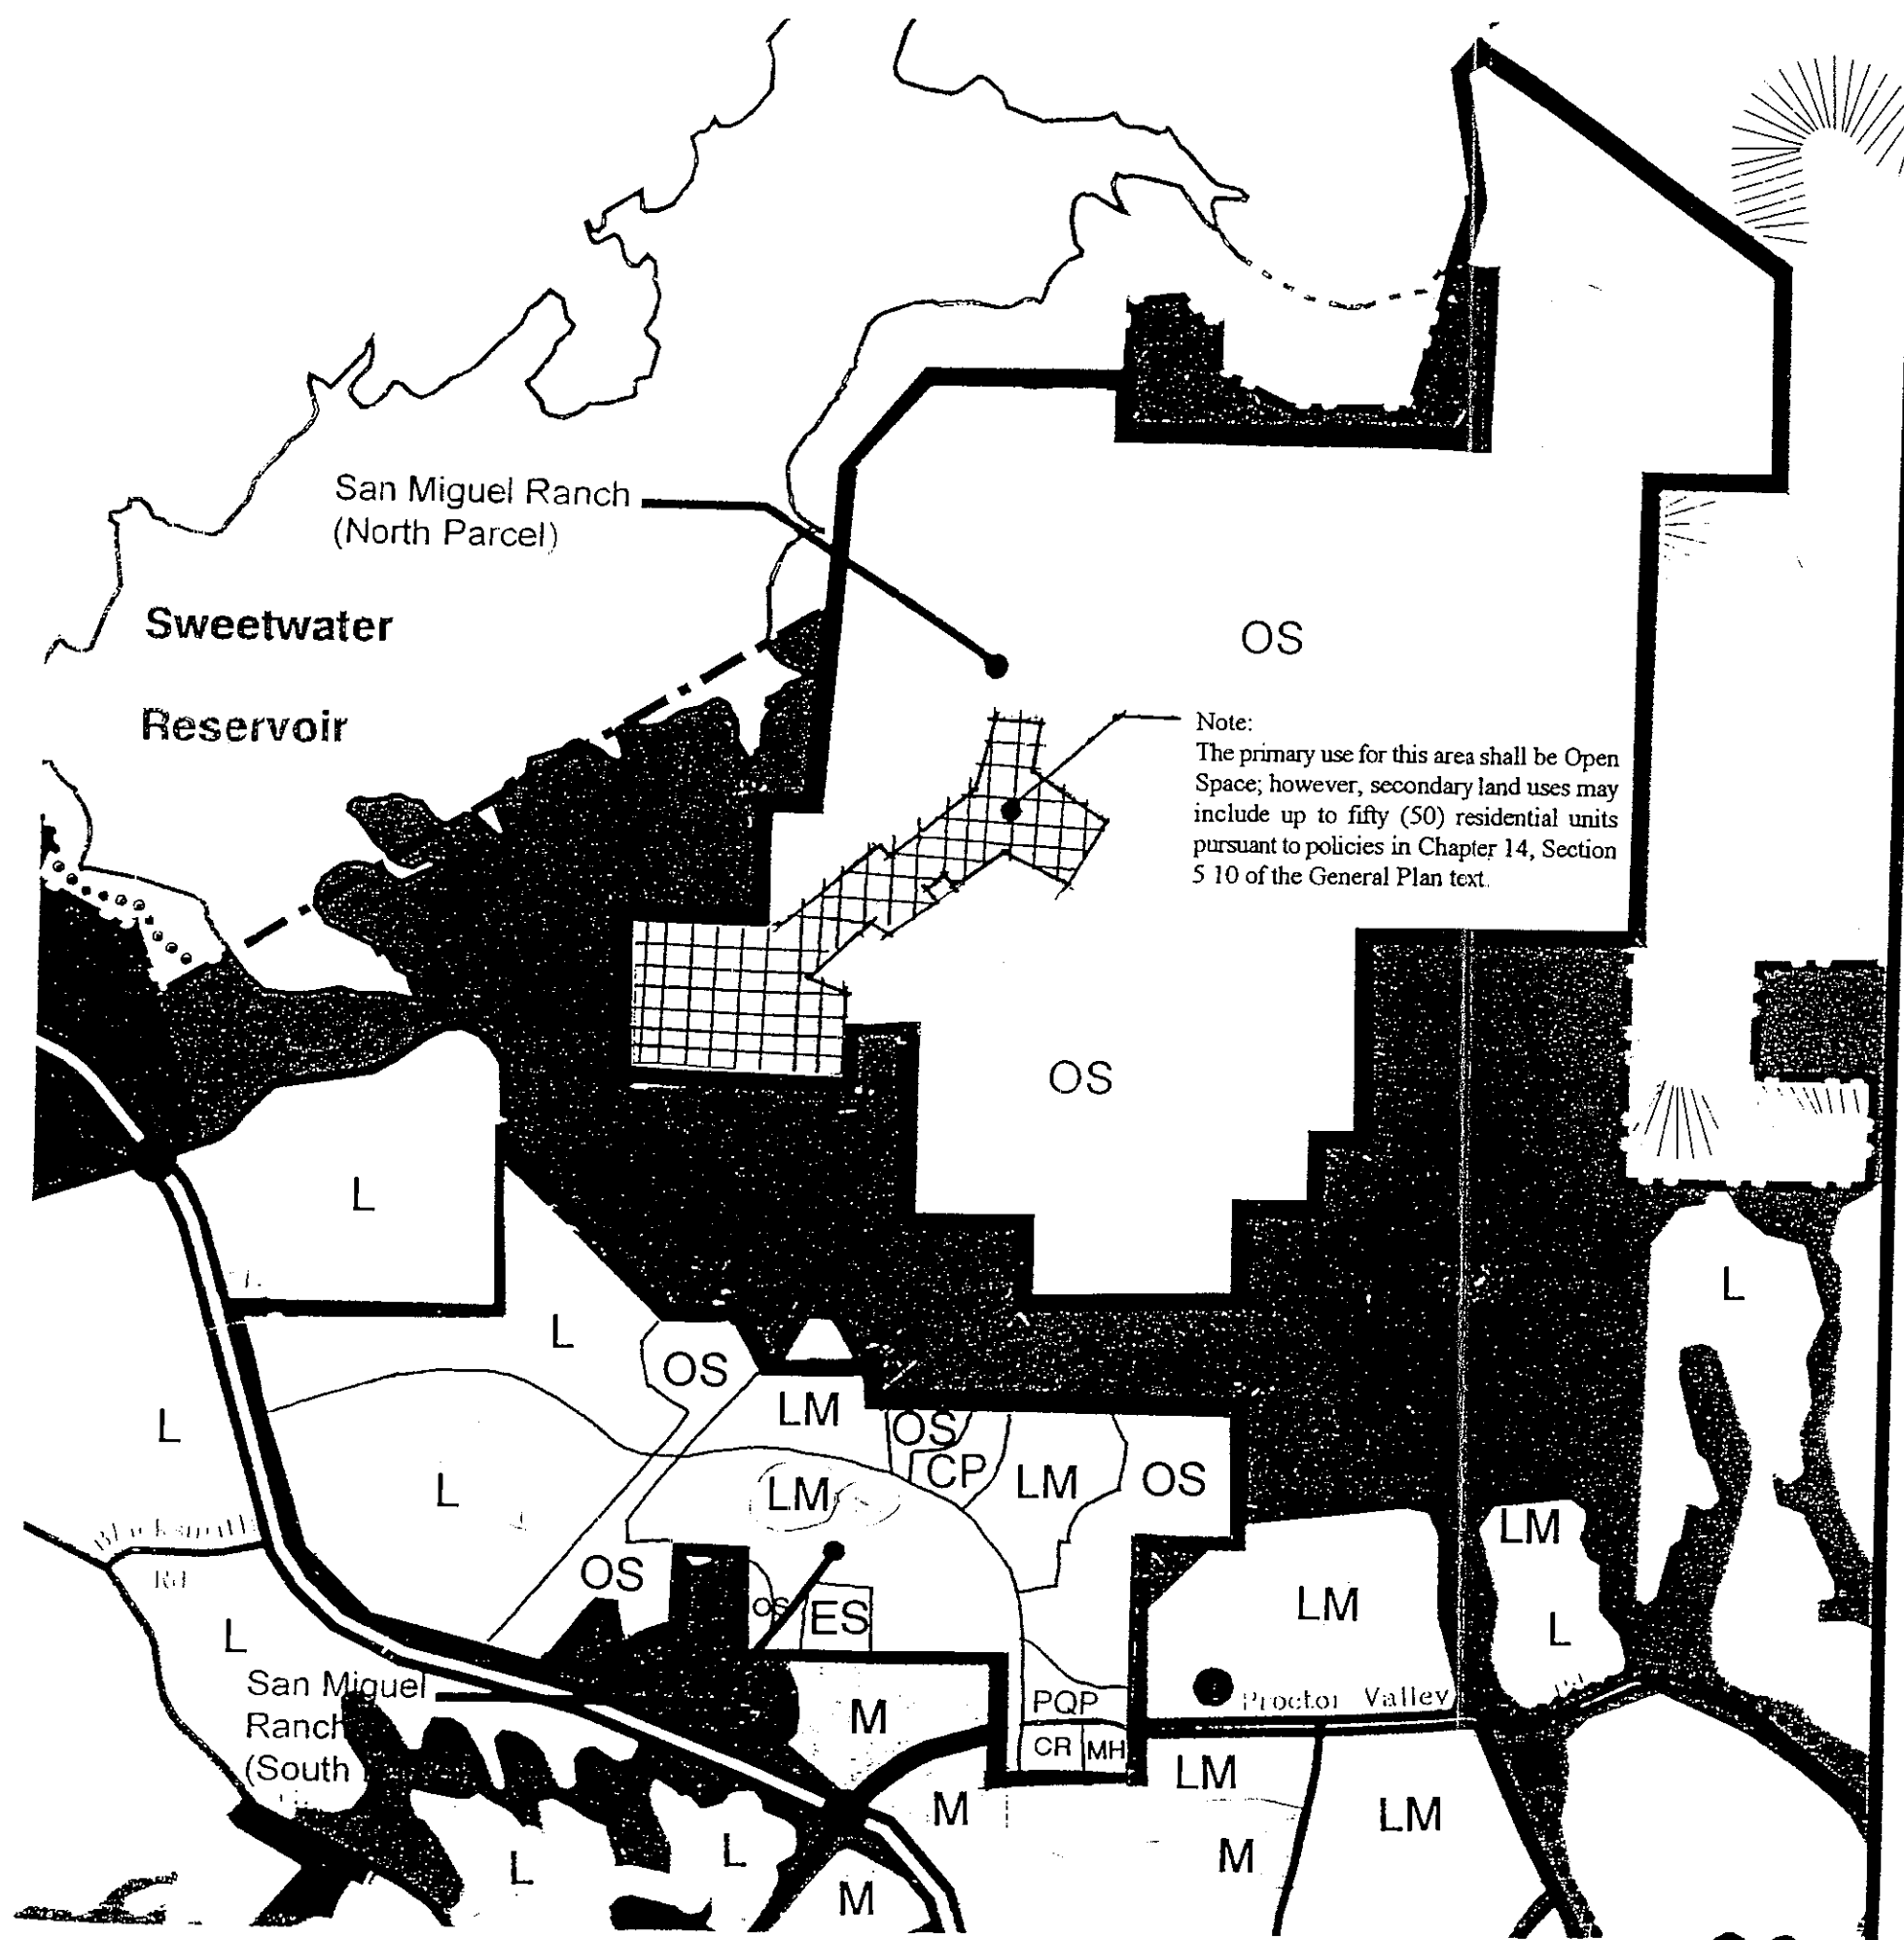 San Miguel Ranch
(North Parcel)
Sweetwater
Reservoir
OS
Note:
The primary use for this area shall be Open
Space; however, secondary land uses may
include up to fifty (50) residential units
pursuant to policies in Chapter 14, Section
5 10 of the General Plan text.
OS
L
L
L
OS
LM
L
OS
CP
LM
OS
L
LM
LM
Rd
OS
OS
ES
LM
L
L
San Miguel
Ranch
(South
M
PQP
Proctor Valley
CR
MH
LM
M
LM
L
L
M
M